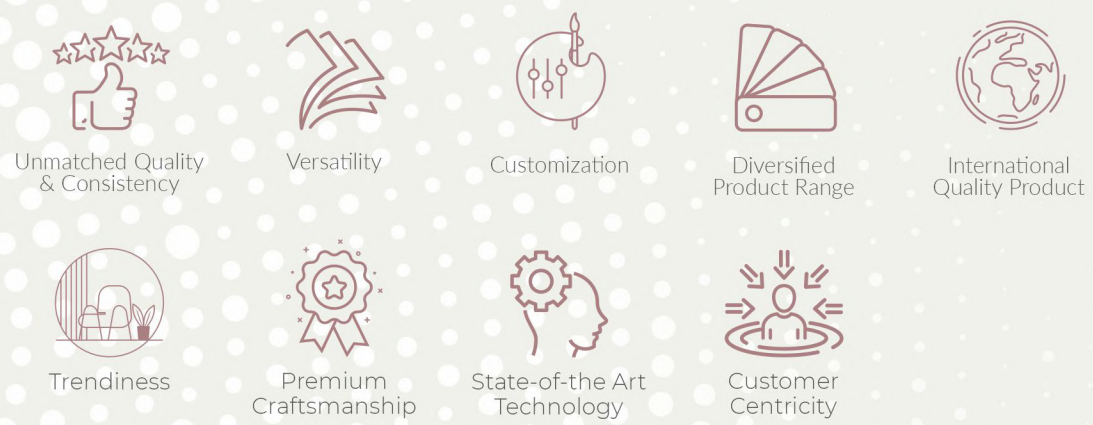 Unmatched Quality
& Consistency
Versatility
Customization
Diversified
Product Range
International
Quality Product
Trendiness
Premium
Craftsmanship
State-of-the Art
Technology
Customer
Centricity